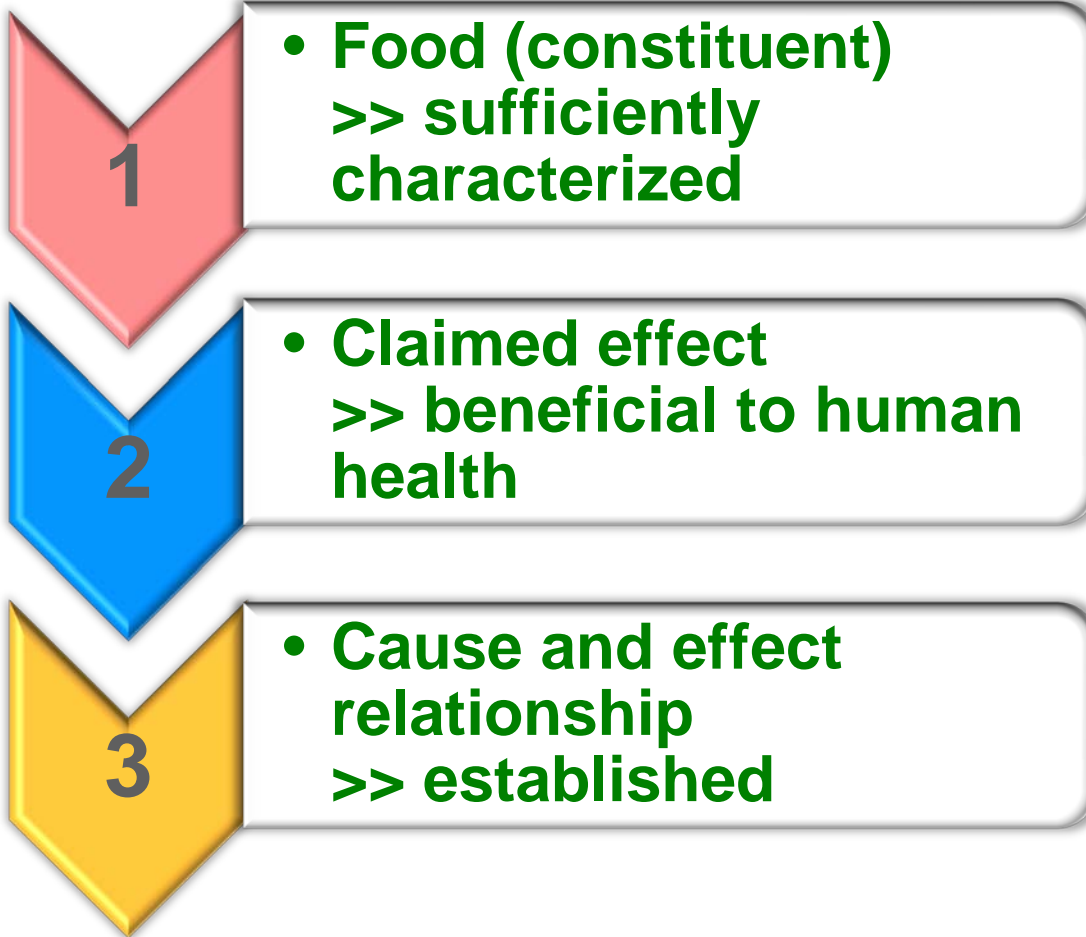 1
• Food (constituent)
>> sufficiently
characterized
2
• Claimed effect
>> beneficial to human
health
3
• Cause and effect
relationship
>> established